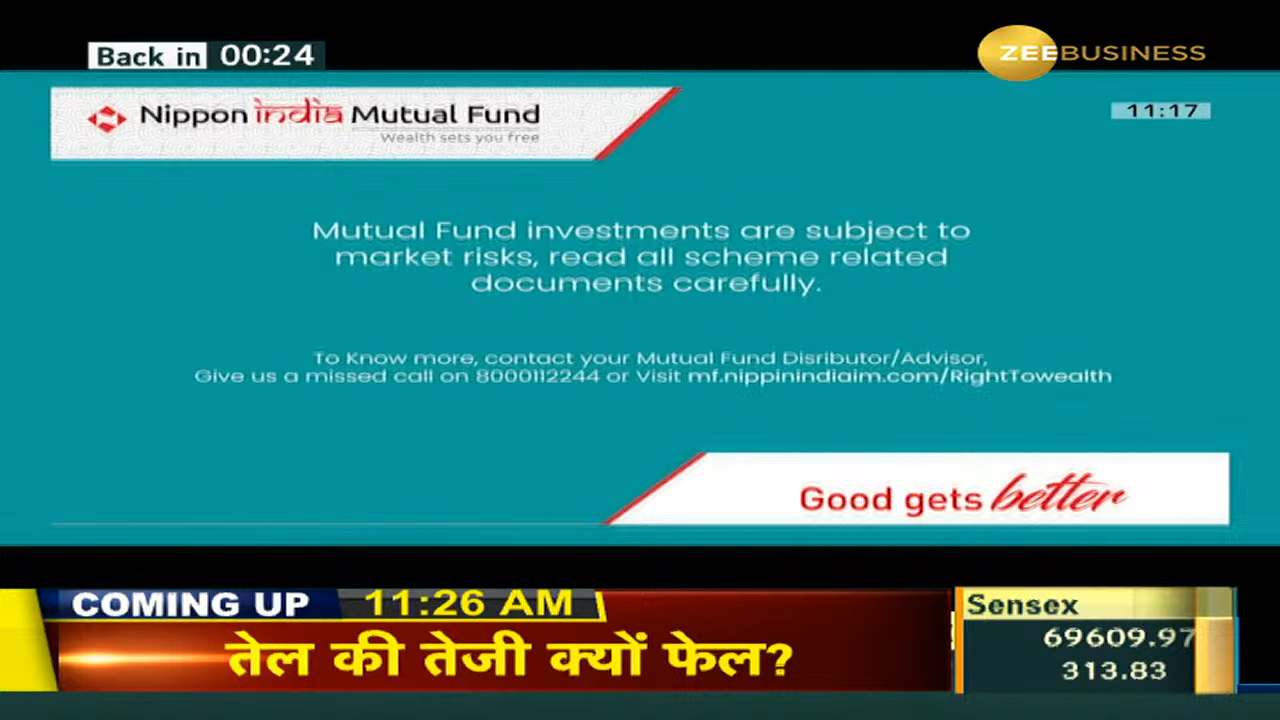 Back in 00:24
ZEEBUSINESS
Nippon india Mutual Fund
Wealth sets you free
11:17
Mutual Fund investments are subject to
market risks, read all scheme related
documents carefully.
To Know more, contact your Mutual Fund Disributor/Advisor,
Give us a missed call on 8000112244 or Visit mf.nippinindiaim.com/RightTowealth
Good gets better
COMING UP 11:26 AM
तेल की तेजी क्यों फेल?
Sensex
69609.97
313.83